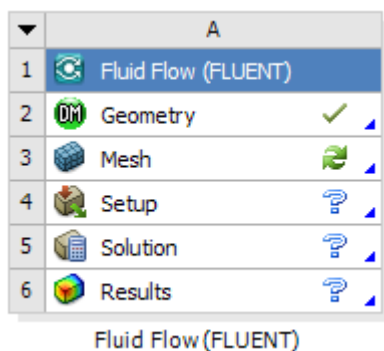 A
1 Fluid Flow (FLUENT)
2 DM Geometry
3 Mesh
4 Setup ?
5 Solution ?
6 Results ?
Fluid Flow (FLUENT)